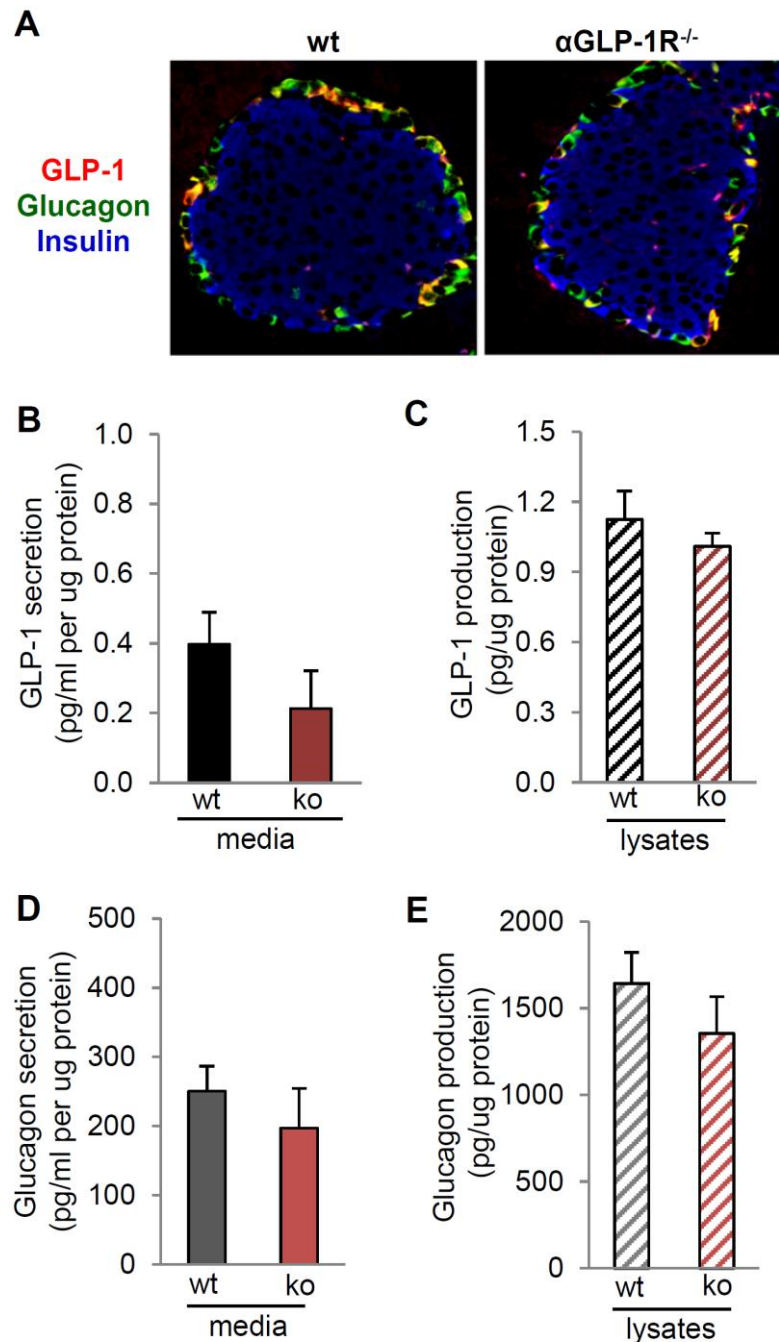 A
wt
αGLP-1R-/-
GLP-1
Glucagon
Insulin
B
GLP-1 secretion
(pg/ml per ug protein)
1.0
0.8
0.6
0.4
0.2
0.0
wt ko
media
C
GLP-1 production
(pg/ug protein)
1.5
1.2
0.9
0.6
0.3
0.0
wt ko
lysates
D
Glucagon secretion
(pg/ml per ug protein)
500
400
300
200
100
0
wt ko
media
E
Glucagon production
(pg/ug protein)
2000
1500
1000
500
0
wt ko
lysates